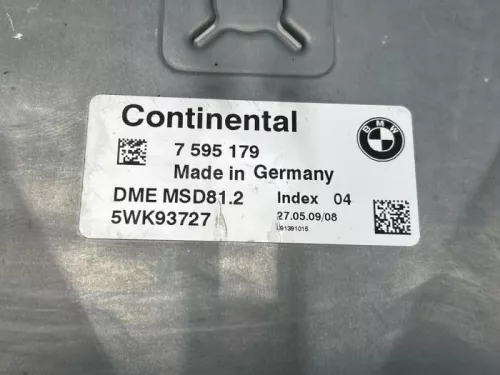 Continental
BMW
7 595 179
Made in Germany
DME MSD81.2 Index 04
5WK93727 27.05.09/08